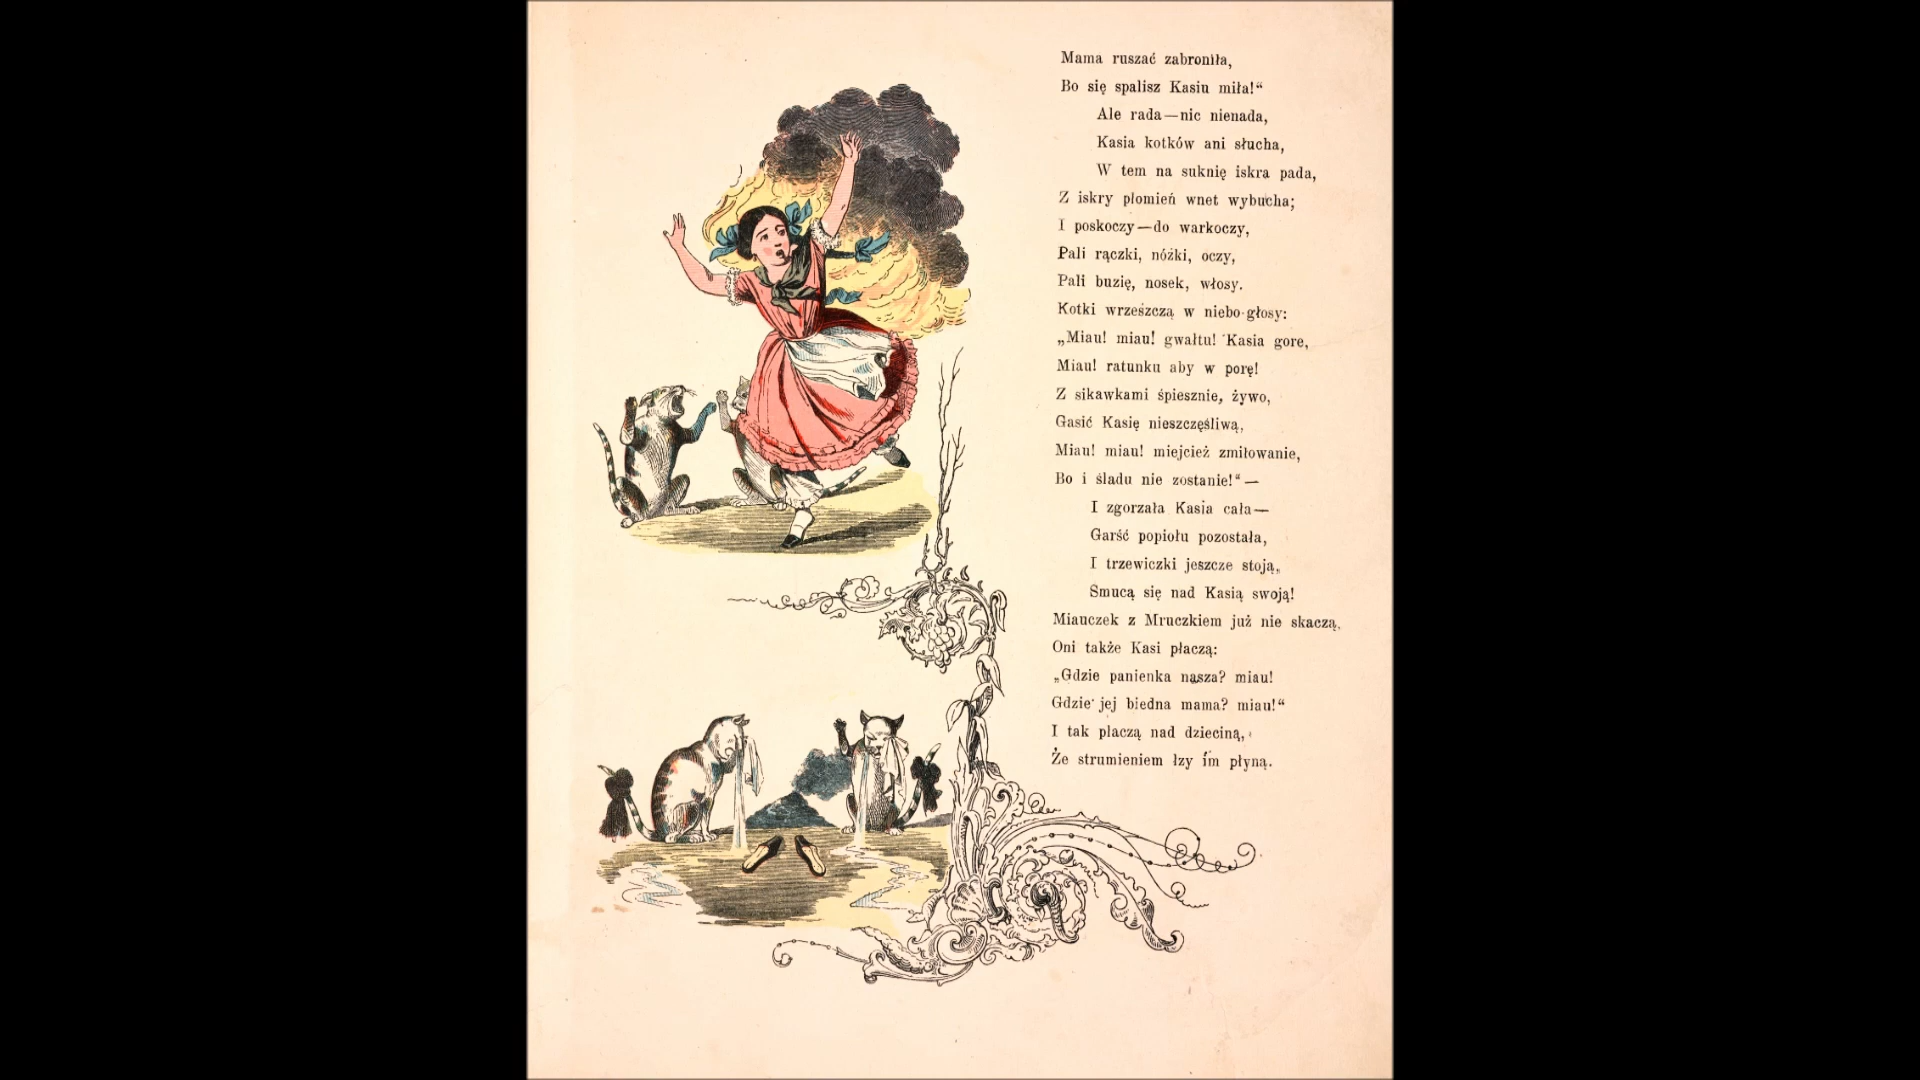 Mama ruszać zabroniła,
Bo się spalisz Kasiu miła!“
Ale rada—nic nienada,
Kasia kotków ani słucha,
W tem na suknię iskra pada,
Z iskry płomień wnet wybucha;
I poskoczy—do warkoczy,
Pali rączki, nóżki, oczy,
Pali buzię, nosek, włosy.
Kotki wrzeszczą w niebo-głosy:
„Miau! miau! gwałtu! Kasia gore,
Miau! ratunku aby w porę!
Z sikawkami śpiesznie, żywo,
Gasić Kasię nieszczęśliwą,
Miau! miau! miejcież zmiłowanie,
Bo i śladu nie zostanie!“—
I zgorzała Kasia cała—
Garść popiołu pozostała,
I trzewiczki jeszcze stoją,
Smucą się nad Kasią swoją!
Miauczek z Mruczkiem już nie skaczą,
Oni także Kasi płaczą:
„Gdzie panienka nasza? miau!
Gdzie jej biedna mama? miau!“
I tak płaczą nad dzieciną,
Że strumieniem łzy im płyną.